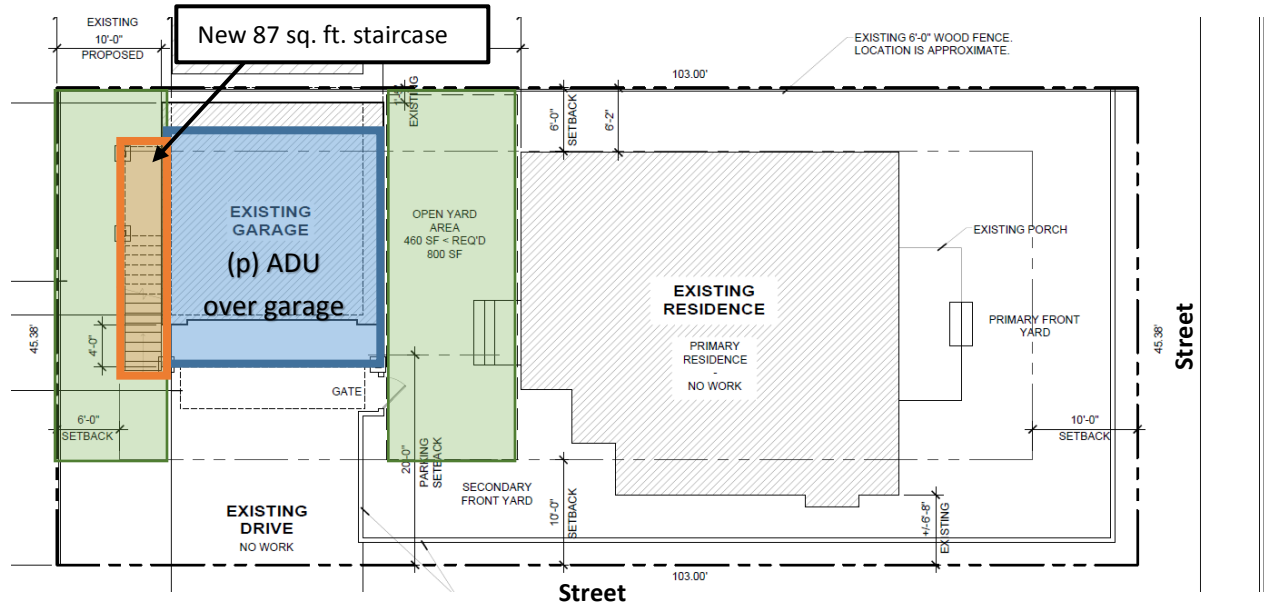 EXISTING
10'-0"
PROPOSED
New 87 sq. ft. staircase
EXISTING 6'-0" WOOD FENCE.
LOCATION IS APPROXIMATE.
103.00'
EXISTING
6'-0"
SETBACK
6'-2"
EXISTING
GARAGE
(p) ADU
over garage
OPEN YARD
AREA
460 SF < REQ'D
800 SF
EXISTING PORCH
EXISTING
RESIDENCE
PRIMARY
RESIDENCE
-
NO WORK
PRIMARY FRONT
YARD
45.38'
Street
45.38'
4'-0"
GATE
6'-0"
SETBACK
10'-0"
SETBACK
20'-0"
PARKING
SETBACK
SECONDARY
FRONT YARD
10'-0"
SETBACK
+/-6'-8"
EXISTING
EXISTING
DRIVE
NO WORK
103.00'
Street